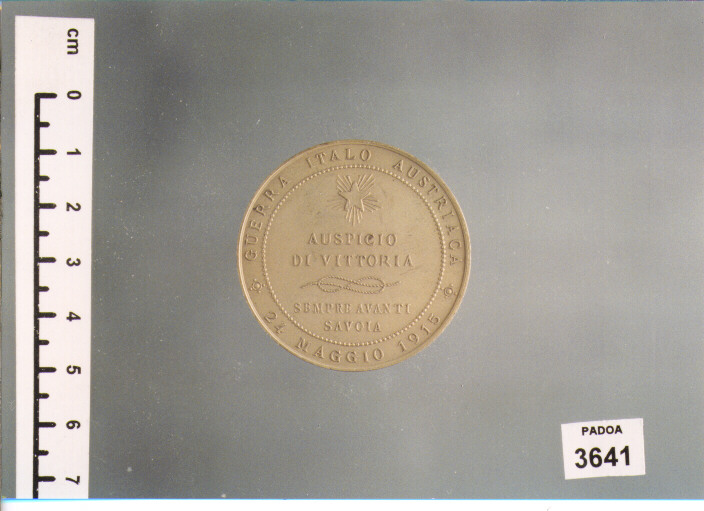 cm
0
1
2
3
4
5
6
7
GUERRA ITALO AUSTRIACA
AUSPICIO
DI VITTORIA
SEMPRE AVANTI
SAVOIA
24 MAGGIO 1915
PADOA
3641